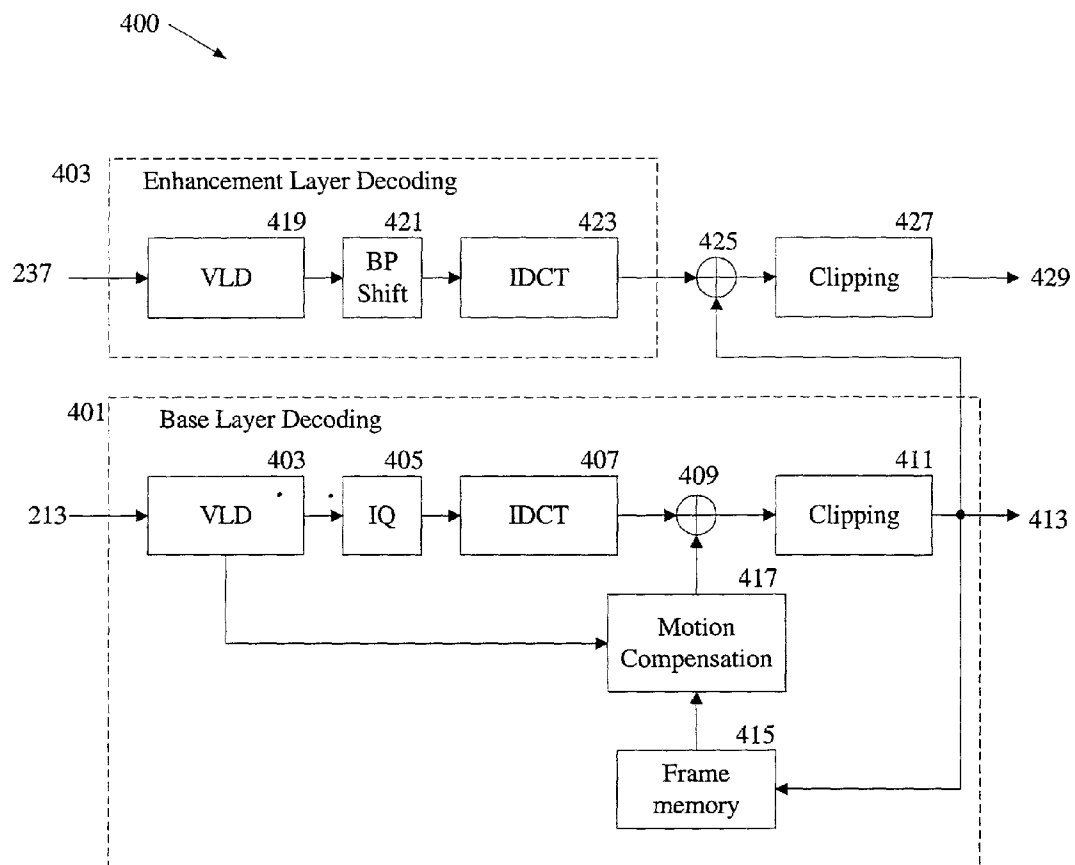 400
403
Enhancement Layer Decoding
419
421
423
425
427
237
VLD
BP
Shift
IDCT
Clipping
429
401
Base Layer Decoding
403
405
407
409
411
213
VLD
IQ
IDCT
Clipping
413
417
Motion
Compensation
415
Frame
memory